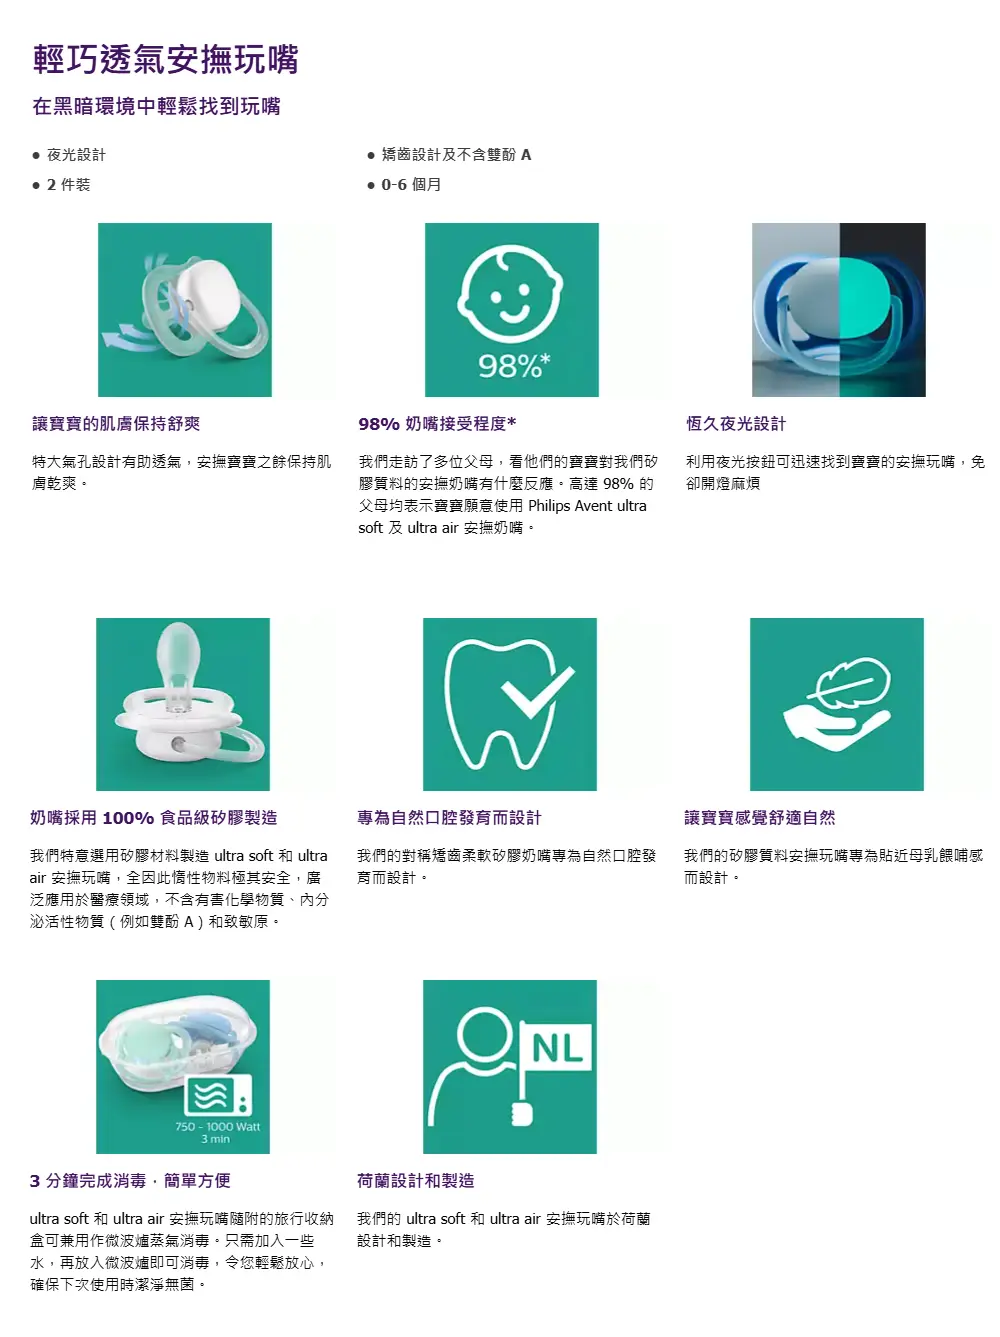 輕巧透氣安撫玩嘴
在黑暗環境中輕鬆找到玩嘴
● 夜光設計
● 矯齒設計及不含雙酚 A
● 2 件裝
● 0-6 個月
98%*
讓寶寶的肌膚保持舒爽
特大氣孔設計有助透氣，安撫寶寶之餘保持肌
膚乾爽。
98% 奶嘴接受程度*
我們走訪了多位父母，看他們的寶寶對我們矽
膠質料的安撫奶嘴有什麼反應。高達 98% 的
父母均表示寶寶願意使用 Philips Avent ultra
soft 及 ultra air 安撫奶嘴。
恆久夜光設計
利用夜光按鈕可迅速找到寶寶的安撫玩嘴，免
卻開燈麻煩
奶嘴採用 100% 食品級矽膠製造
我們特意選用矽膠材料製造 ultra soft 和 ultra
air 安撫玩嘴，全因此惰性物料極其安全，廣
泛應用於醫療領域，不含有害化學物質、內分
泌活性物質 ( 例如雙酚 A ) 和致敏原。
專為自然口腔發育而設計
我們的對稱矯齒柔軟矽膠奶嘴專為自然口腔發
育而設計。
讓寶寶感覺舒適自然
我們的矽膠質料安撫玩嘴專為貼近母乳餵哺感
而設計。
750 - 1000 Watt
3 min
NL
3 分鐘完成消毒．簡單方便
ultra soft 和 ultra air 安撫玩嘴隨附的旅行收納
盒可兼用作微波爐蒸氣消毒。只需加入一些
水，再放入微波爐即可消毒，令您輕鬆放心，
確保下次使用時潔淨無菌。
荷蘭設計和製造
我們的 ultra soft 和 ultra air 安撫玩嘴於荷蘭
設計和製造。